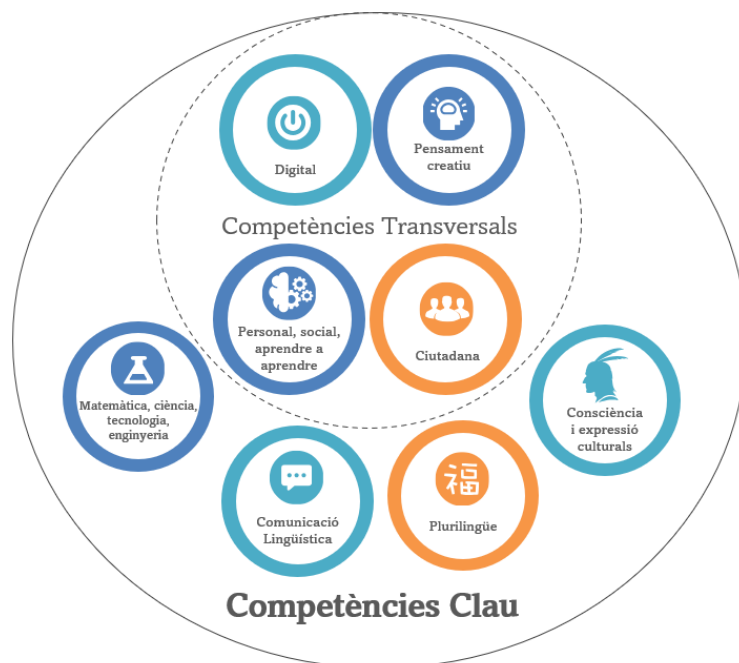 Digital
Pensament
creatiu
Competències Transversals
Personal, social,
aprendre a
aprendre
Ciutadana
Matemàtica, ciència,
tecnologia,
enginyeria
Consciència
i expressió
culturals
福
Comunicació
Lingüística
Plurilingüe
Competències Clau